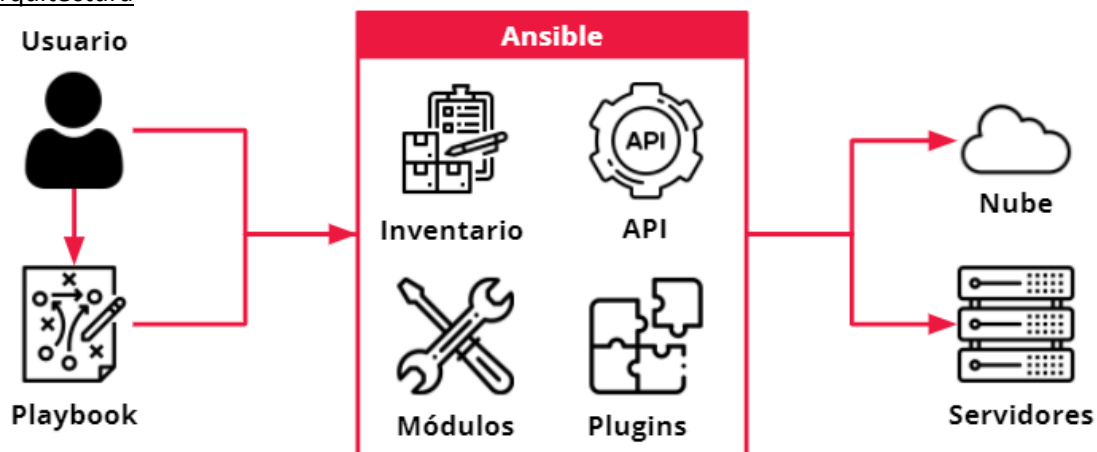 Usuario
Ansible
API
Inventario
API
Nube
Playbook
Módulos
Plugins
Servidores